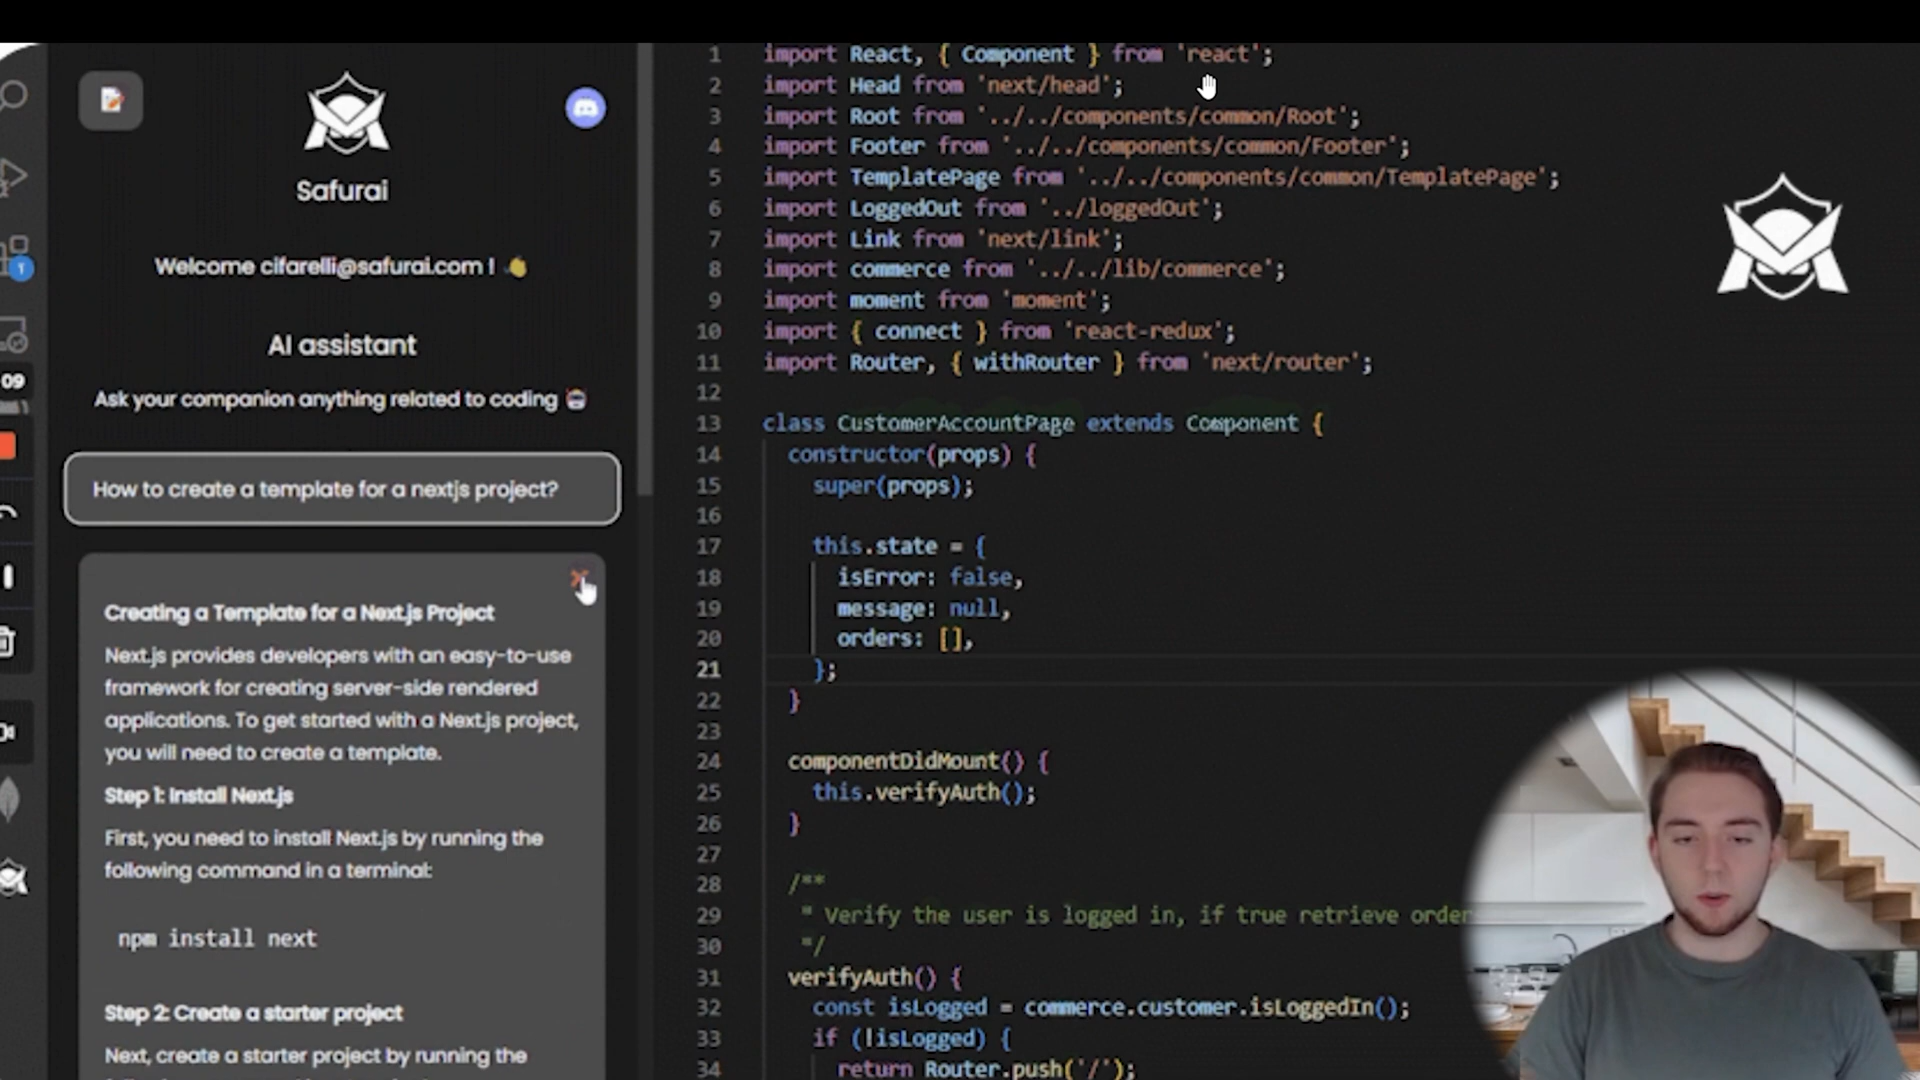 Safurai
Welcome cifarelli@safurai.com !
AI assistant
Ask your companion anything related to coding
How to create a template for a nextjs project?
Creating a Template for a Next.js Project
Next.js provides developers with an easy-to-use
framework for creating server-side rendered
applications. To get started with a Next.js project,
you will need to create a template.
Step 1: Install Next.js
First, you need to install Next.js by running the
following command in a terminal:
npm install next
Step 2: Create a starter project
Next, create a starter project by running the
1
09
1 import React, { Component } from 'react';
2 import Head from 'next/head';
3 import Root from '../../components/common/Root';
4 import Footer from '../../components/common/Footer';
5 import TemplatePage from '../../components/common/TemplatePage';
6 import LoggedOut from '../loggedOut';
7 import Link from 'next/link';
8 import commerce from '../../lib/commerce';
9 import moment from 'moment';
10 import { connect } from 'react-redux';
11 import Router, { withRouter } from 'next/router';
12
13 class CustomerAccountPage extends Component {
14 constructor(props) {
15 super(props);
16
17 this.state = {
18 isError: false,
19 message: null,
20 orders: [],
21 };
22 }
23
24 componentDidMount() {
25 this.verifyAuth();
26 }
27
28 /**
29 * Verify the user is logged in, if true retrieve order
30 */
31 verifyAuth() {
32 const isLogged = commerce.customer.isLoggedIn();
33 if (!isLogged) {
34 return Router.push('/');